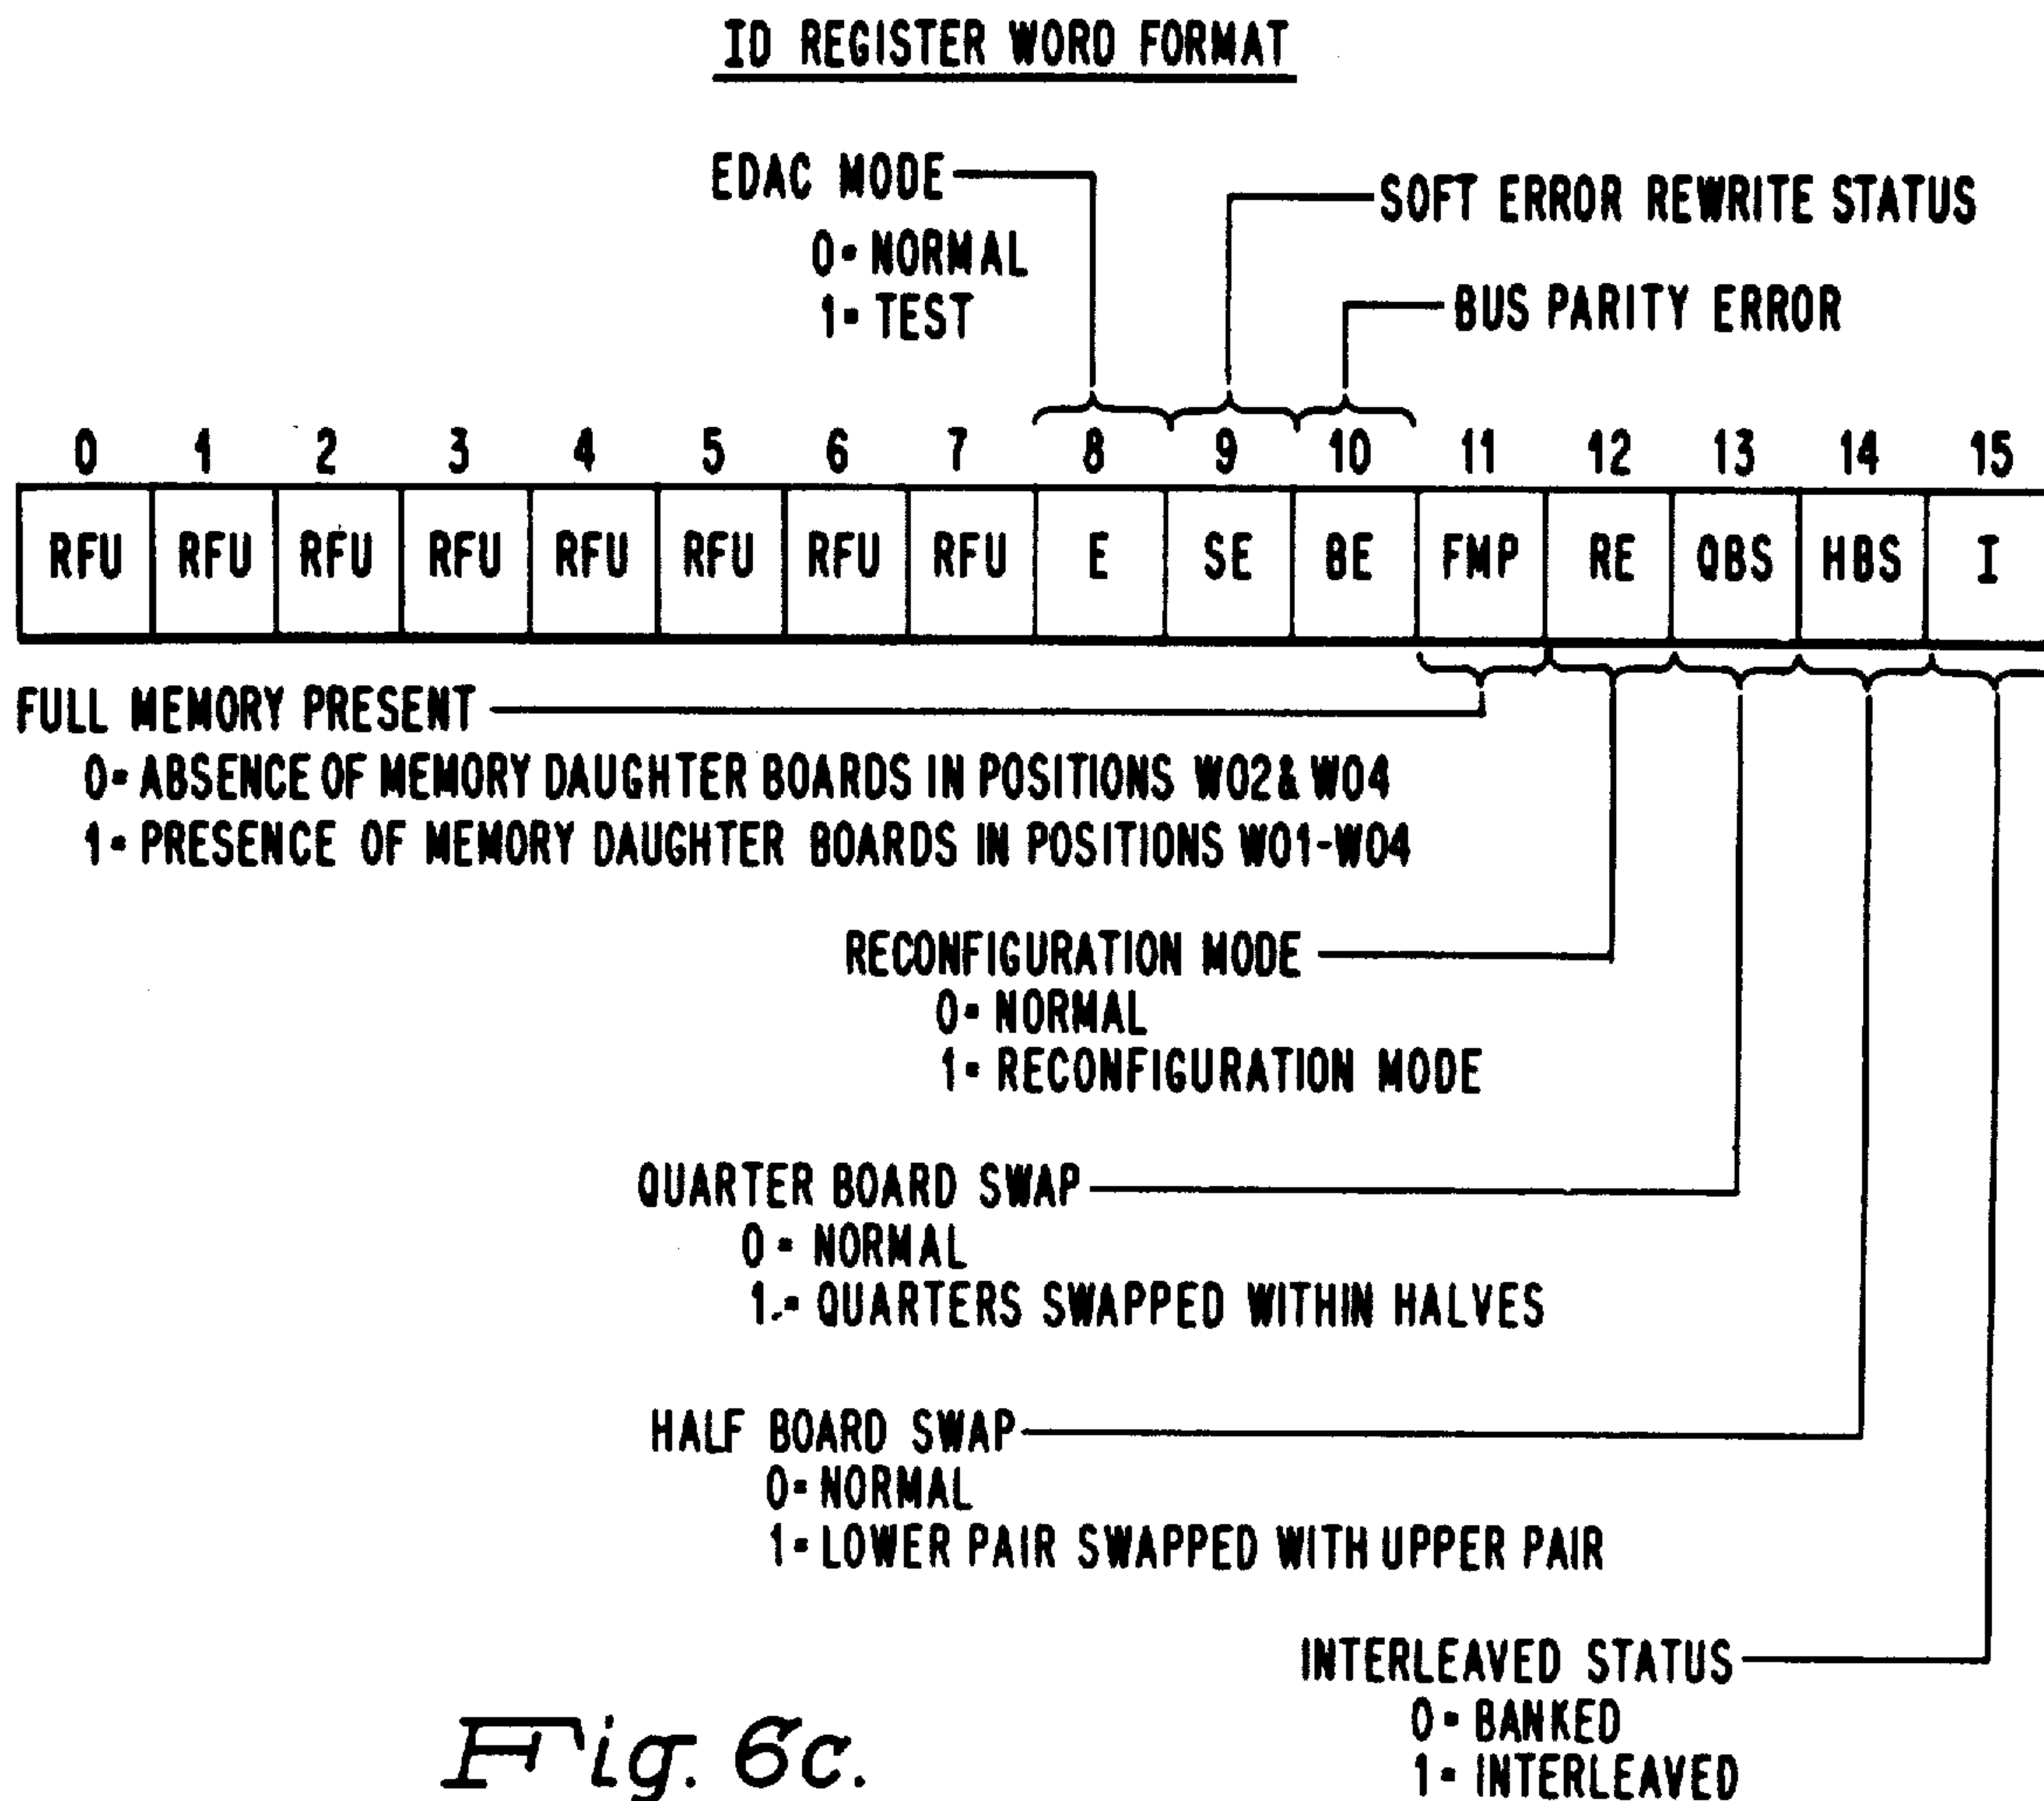 ID REGISTER WORD FORMAT
EDAC MODE
0= NORMAL
1= TEST
SOFT ERROR REWRITE STATUS
BUS PARITY ERROR
0 1 2 3 4 5 6 7 8 9 10 11 12 13 14 15
RFU RFU RFU RFU RFU RFU RFU RFU E SE BE FMP RE QBS HBS I
FULL MEMORY PRESENT
0= ABSENCE OF MEMORY DAUGHTER BOARDS IN POSITIONS W02 & W04
1= PRESENCE OF MEMORY DAUGHTER BOARDS IN POSITIONS W01-W04
RECONFIGURATION MODE
0= NORMAL
1= RECONFIGURATION MODE
QUARTER BOARD SWAP
0= NORMAL
1= QUARTERS SWAPPED WITHIN HALVES
HALF BOARD SWAP
0= NORMAL
1= LOWER PAIR SWAPPED WITH UPPER PAIR
INTERLEAVED STATUS
0= BANKED
1= INTERLEAVED
Fig. 6c.